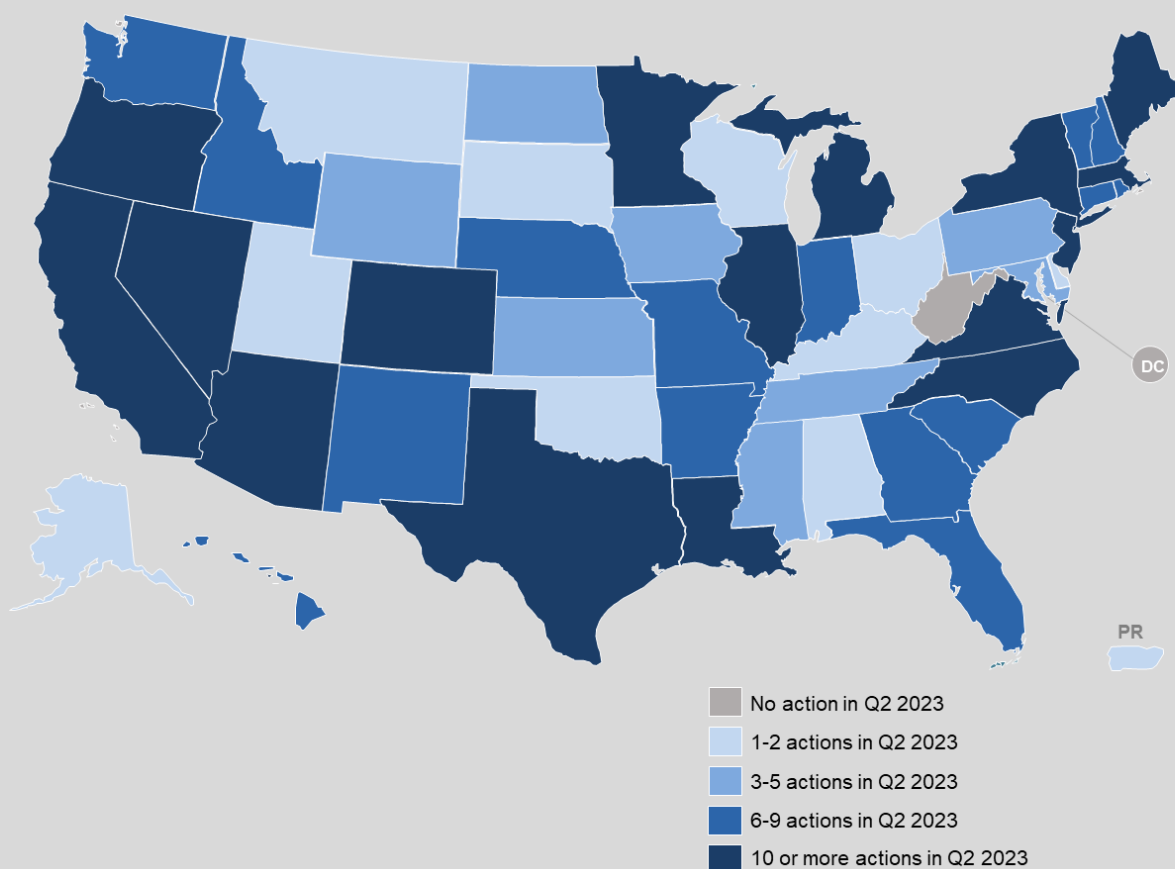 DC
PR
No action in Q2 2023
1-2 actions in Q2 2023
3-5 actions in Q2 2023
6-9 actions in Q2 2023
10 or more actions in Q2 2023